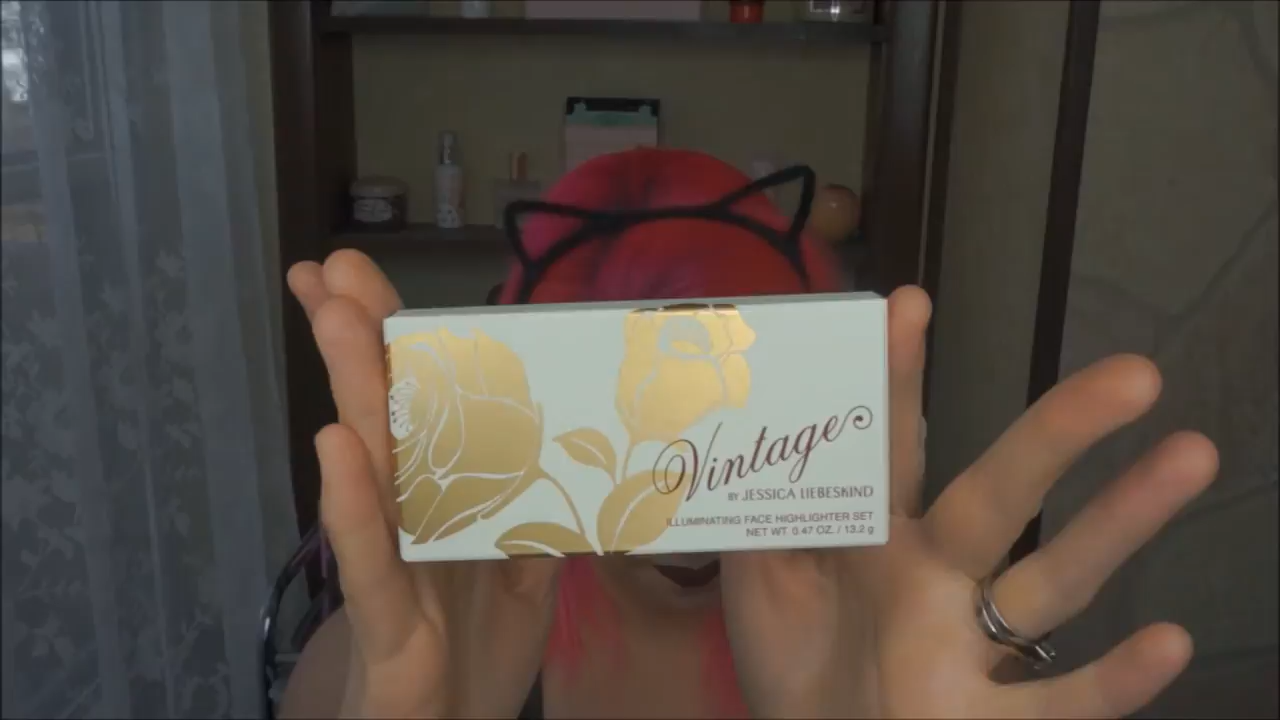 Vintage
BY JESSICA LIEBESKIND
ILLUMINATING FACE HIGHLIGHTER SET
NET WT 0.47 OZ. / 13.2 g